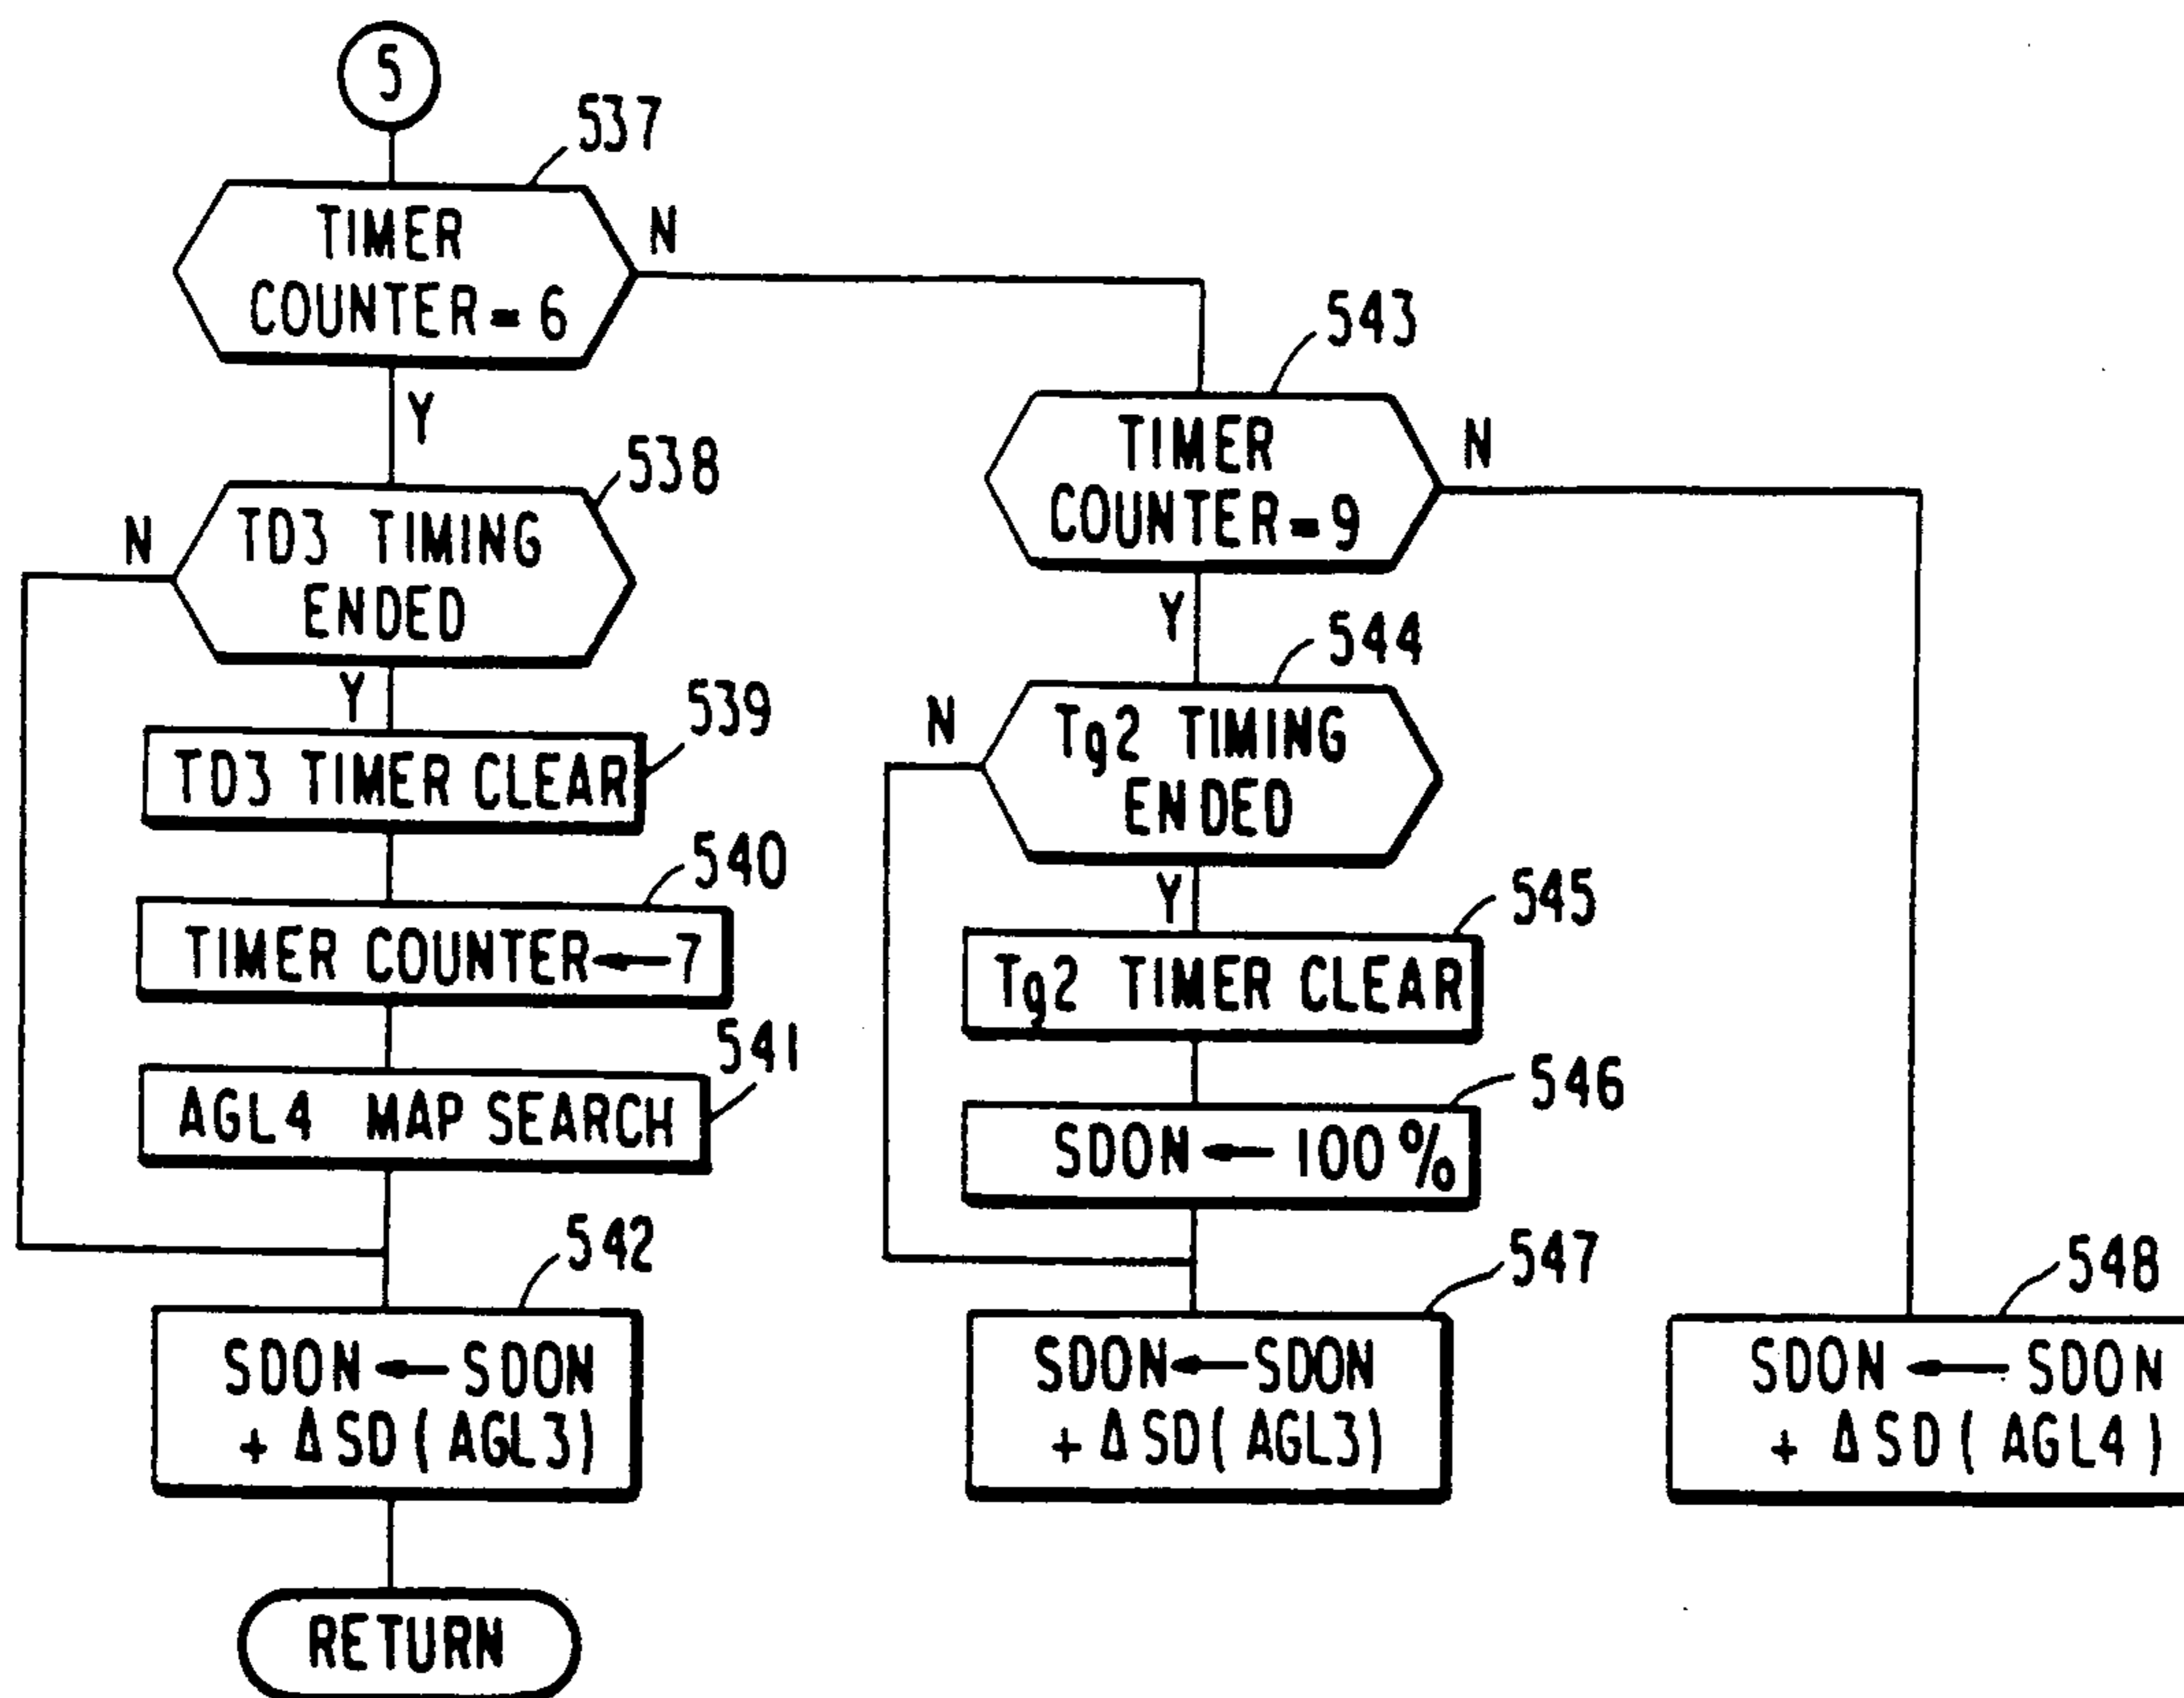 5
537
TIMER
COUNTER = 6
N
Y
538
TD3 TIMING
ENDED
N
Y
539
TD3 TIMER CLEAR
540
TIMER COUNTER ← 7
541
AGL4 MAP SEARCH
542
SDON ← SDON
+ ΔSD (AGL3)
RETURN
543
TIMER
COUNTER = 9
N
Y
544
Tg2 TIMING
ENDED
N
Y
545
Tg2 TIMER CLEAR
546
SDON ← 100 %
547
SDON ← SDON
+ ΔSD ( AGL3)
548
SDON ← SDON
+ ΔSD ( AGL4 )